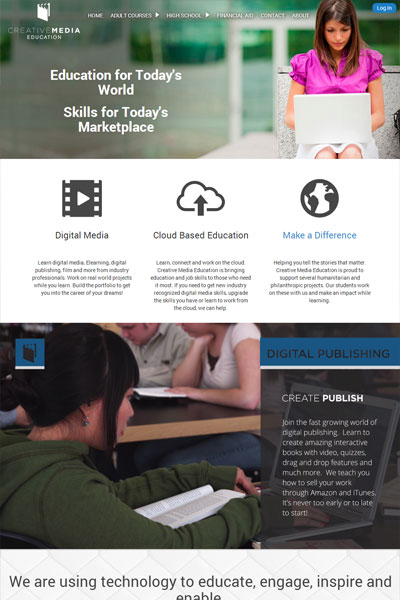 Log In
HOME ADULT COURSES HIGH SCHOOL FINANCIAL AID CONTACT ABOUT
CREATIVEMEDIA
EDUCATION
Education for Today's
World
Skills for Today's
Marketplace
Digital Media
Cloud Based Education
Make a Difference
Learn digital media, Elearning, digital
publishing, film and more from industry
professionals. Work on real world projects
while you learn. Build the portfolio to get
you into the career of your dreams!
Learn, connect and work on the cloud.
Creative Media Education is bringing
education and job skills to those who need
it most. If you need to get new industry
recognized digital media skills, upgrade
the skills you have or learn to work from
the cloud, we can help.
Helping you tell the stories that matter.
Creative Media Education is proud to
support several humanitarian and
philanthropic projects. Our students work
on these with us and make an impact while
learning.
DIGITAL PUBLISHING
CREATE PUBLISH
Join the fast growing world of
digital publishing. Learn to
create amazing interactive
books with video, quizzes,
drag and drop features and
much more. We teach you
how to sell your work
through Amazon and iTunes.
It's never too early or to late
to start!
We are using technology to educate, engage, inspire and
enable